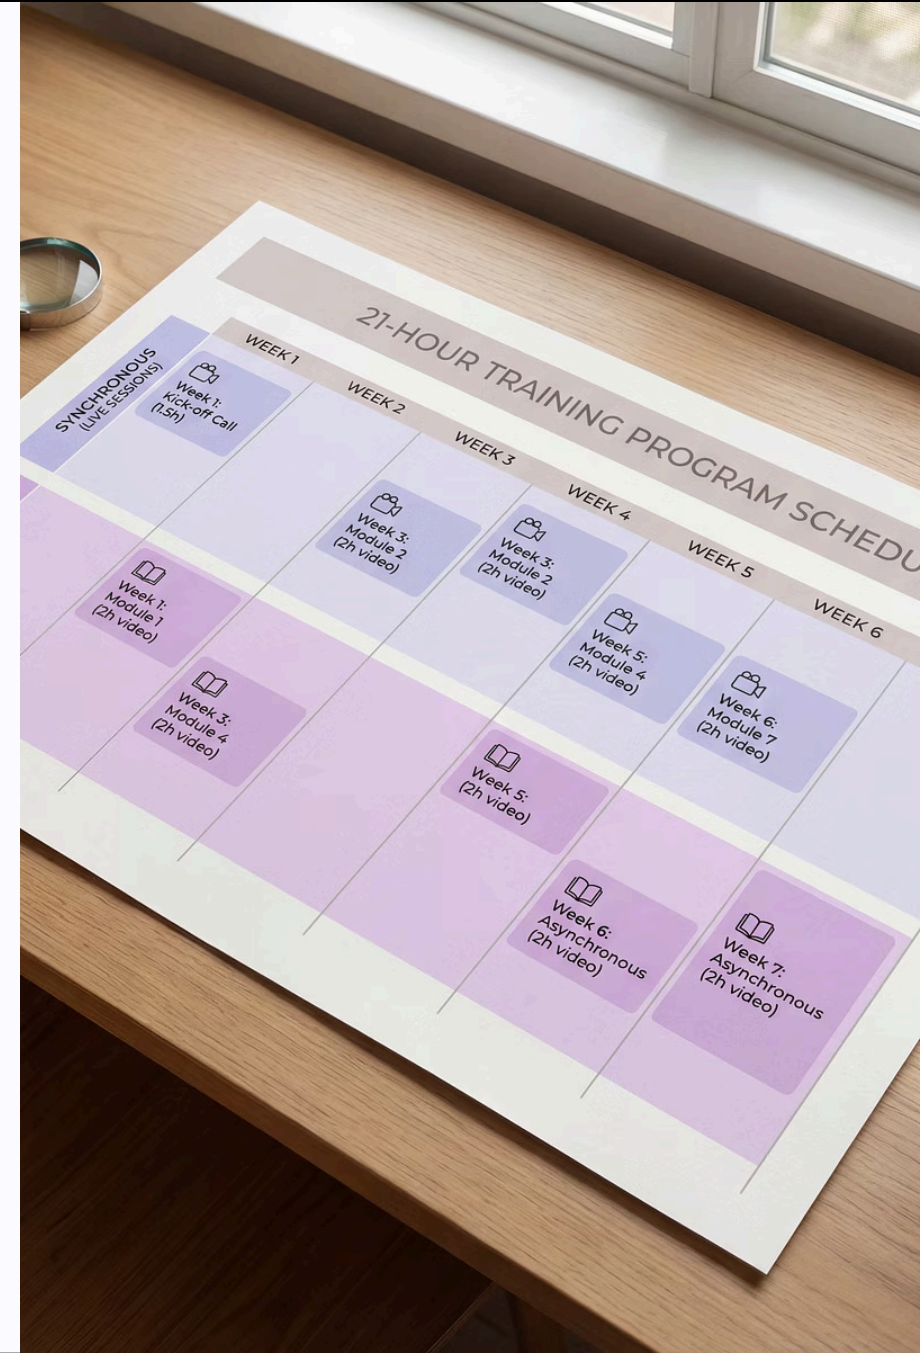 21-HOUR TRAINING PROGRAM SCHEDU
WEEK 1
WEEK 2
WEEK 3
WEEK 4
WEEK 5
WEEK 6
SYNCHRONOUS
(LIVE SESSIONS)
Week 1:
Kick-off Call
(1.5h)
Week 3:
Module 2
(2h video)
Week 3:
Module 2
(2h video)
Week 5:
Module 4
(2h video)
Week 6:
Module 7
(2h video)
Week 1:
Module 1
(2h video)
Week 3:
Module 4
(2h video)
Week 5:
(2h video)
Week 6:
Asynchronous
(2h video)
Week 7:
Asynchronous
(2h video)